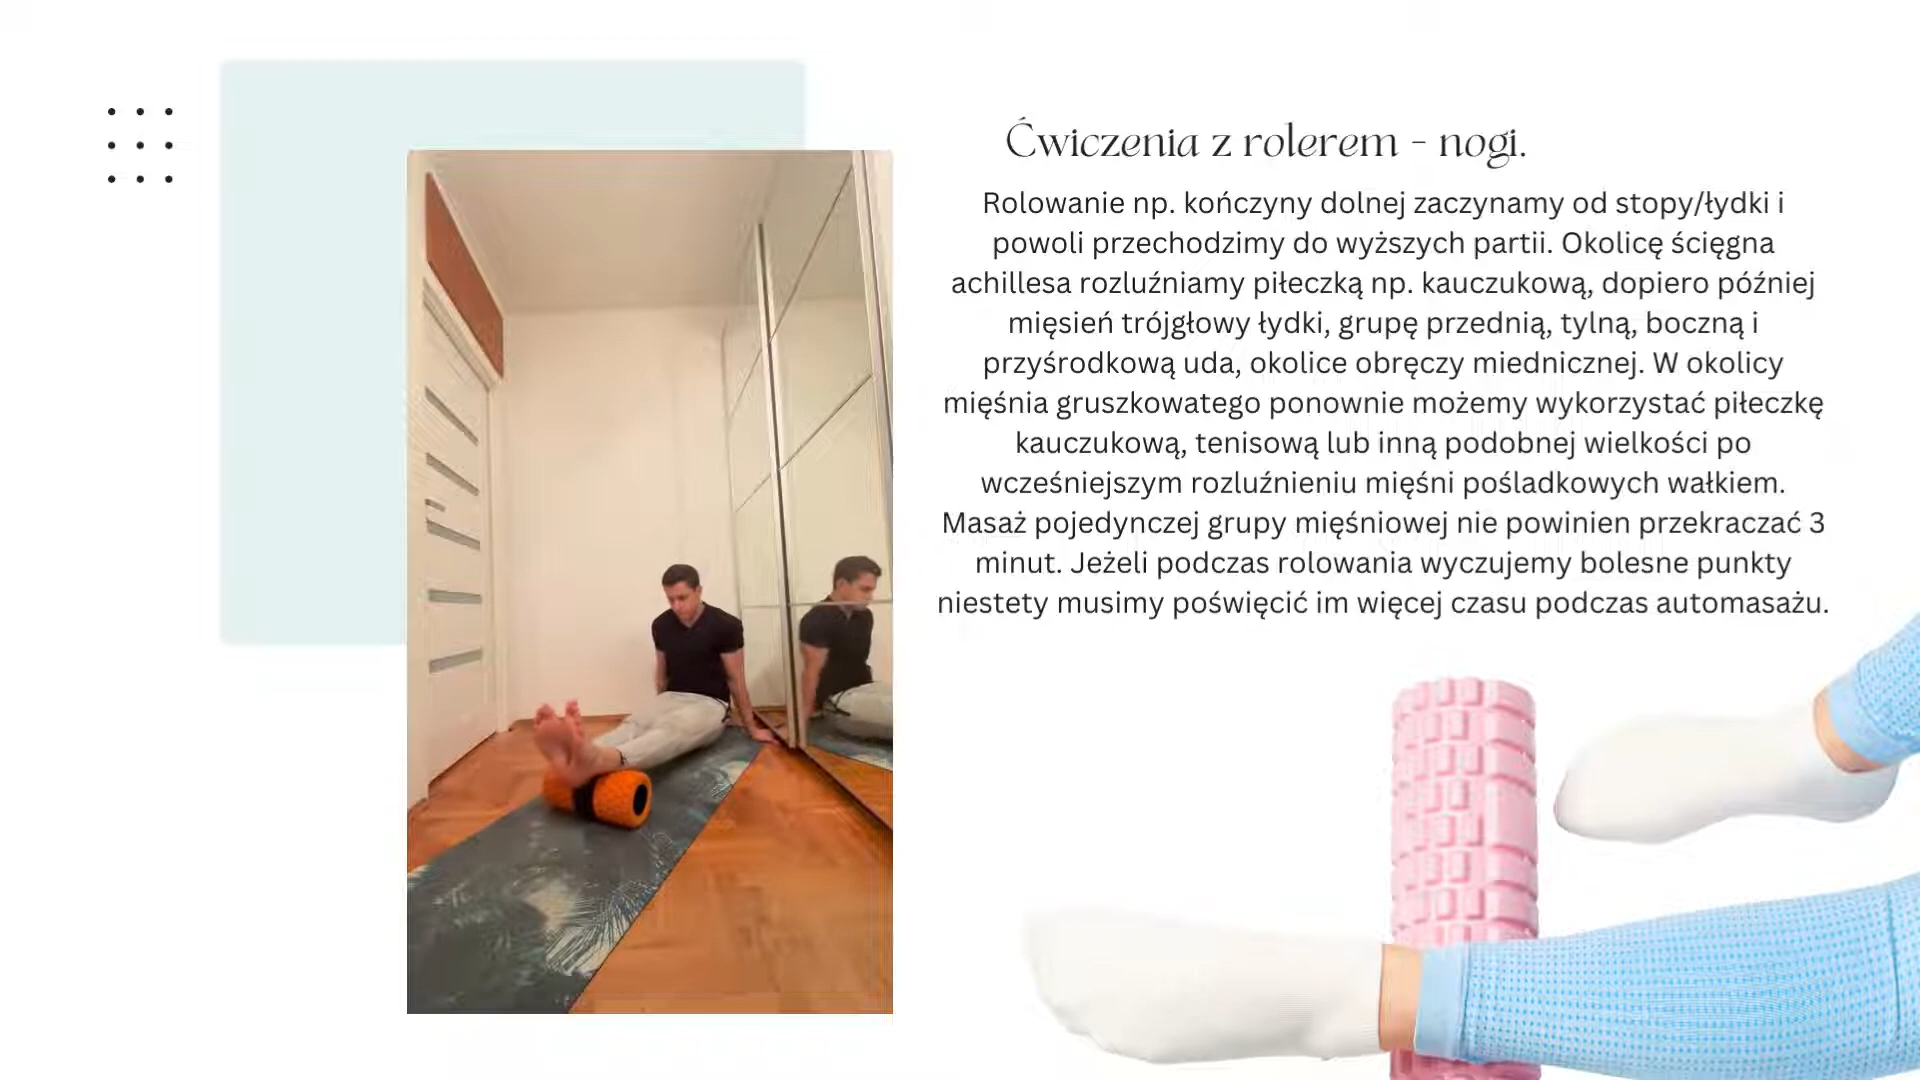 Ćwiczenia z rolerem - nogi.
Rolowanie np. kończyny dolnej zaczynamy od stopy/łydki i
powoli przechodzimy do wyższych partii. Okolicę ścięgna
achillesa rozluźniamy piłeczką np. kauczukową, dopiero później
mięsień trójgłowy łydki, grupę przednią, tylną, boczną i
przyśrodkową uda, okolice obręczy miednicznej. W okolicy
mięśnia gruszkowatego ponownie możemy wykorzystać piłeczkę
kauczukową, tenisową lub inną podobnej wielkości po
wcześniejszym rozluźnieniu mięśni pośladkowych wałkiem.
Masaż pojedynczej grupy mięśniowej nie powinien przekraczać 3
minut. Jeżeli podczas rolowania wyczujemy bolesne punkty
niestety musimy poświęcić im więcej czasu podczas automasażu.